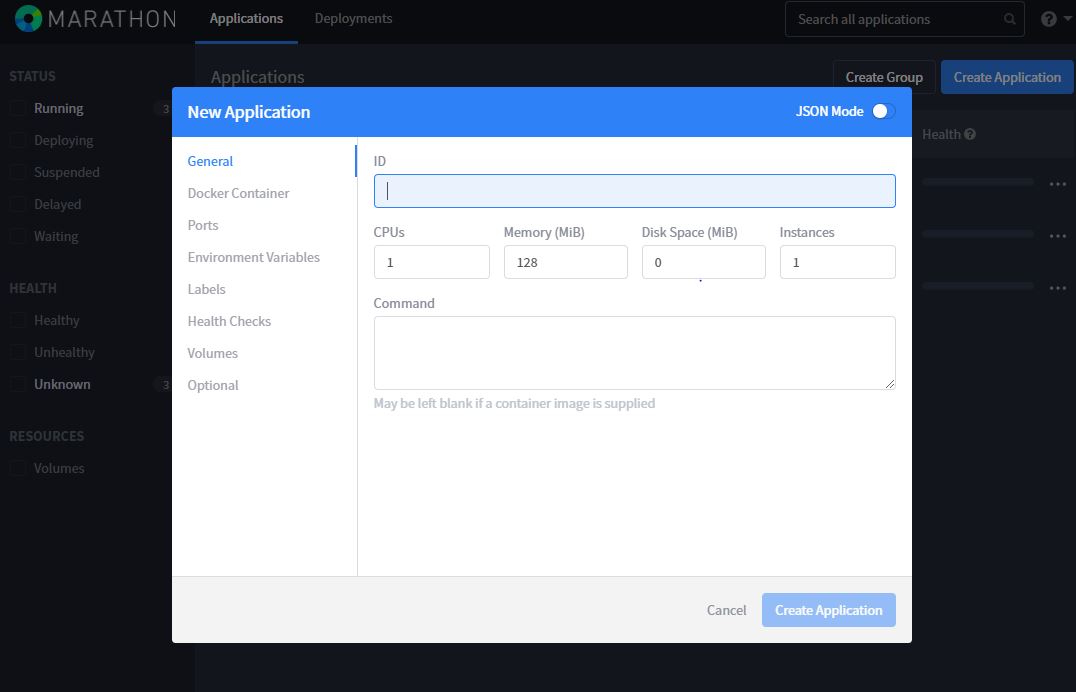 MARATHON
Applications
Deployments
Search all applications
?
STATUS
Running
3
Deploying
Suspended
Delayed
Waiting
HEALTH
Healthy
Unhealthy
Unknown
3
RESOURCES
Volumes
Applications
Create Group
Create Application
Health ?
New Application
JSON Mode
General
Docker Container
Ports
Environment Variables
Labels
Health Checks
Volumes
Optional
ID
CPUs
Memory (MiB)
Disk Space (MiB)
Instances
1
128
0
1
Command
May be left blank if a container image is supplied
Cancel
Create Application